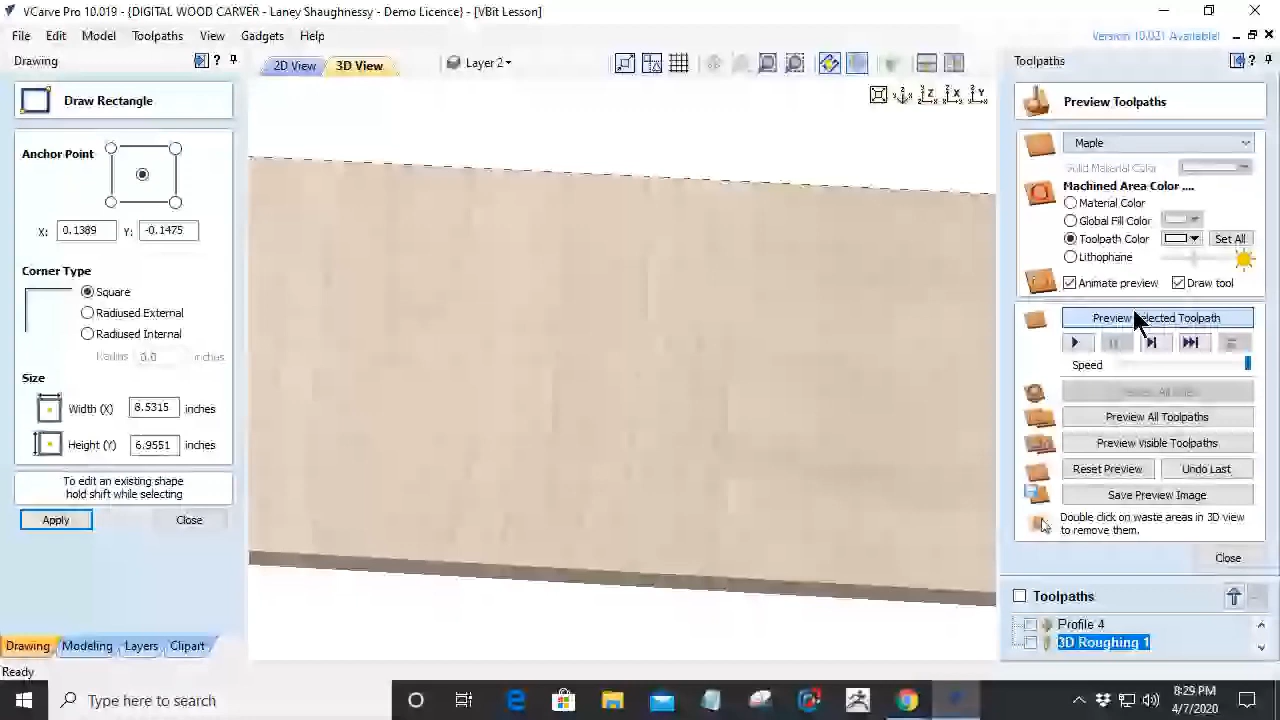 VCarve Pro 10.019 - {DIGITAL WOOD CARVER - Laney Shaughnessy - Demo Licence} - [VBit Lesson]
File Edit Model Toolpaths View Gadgets Help
Version 10.021 Available!
Drawing
2D View 3D View Layer 2
Toolpaths
Draw Rectangle
Preview Toolpaths
Anchor Point
X: 0.1389 Y: -0.1475
Corner Type
Square
Radiused External
Radiused Internal
Radius 0.0 inches
Size
Width (X) 8.5315 inches
Height (Y) 6.9551 inches
To edit an existing shape
hold shift while selecting
Apply Close
Drawing Modeling Layers Clipart
Ready
Z X Y
Maple
Solid Material Color
Machined Area Color ....
Material Color
Global Fill Color
Toolpath Color Set All
Lithophane
Animate preview Draw tool
Preview Selected Toolpath
Speed
Preview All Toolpaths
Preview Visible Toolpaths
Reset Preview Undo Last
Save Preview Image
Double click on waste areas in 3D view
to remove them.
Close
Toolpaths
Profile 4
3D Roughing 1
Type here to search
8:29 PM
4/7/2020